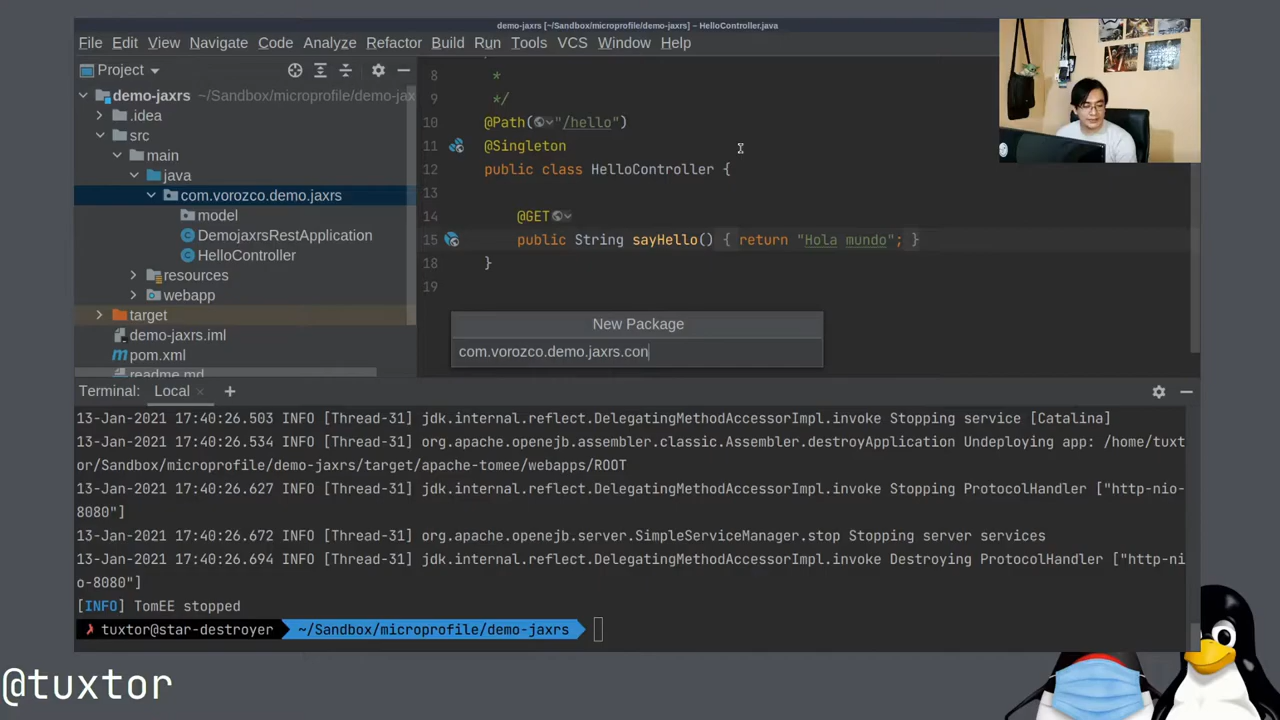 demo-jaxrs [~/Sandbox/microprofile/demo-jaxrs] – HelloController.java
File Edit View Navigate Code Analyze Refactor Build Run Tools VCS Window Help
Project
demo-jaxrs ~/Sandbox/microprofile/demo-jax
.idea
src
main
java
com.vorozco.demo.jaxrs
model
DemojaxrsRestApplication
HelloController
resources
webapp
target
demo-jaxrs.iml
pom.xml
readme.md
8 *
9 */
10 @Path("/hello")
11 @Singleton
12 public class HelloController {
13
14 @GET
15 public String sayHello() { return "Hola mundo"; }
18 }
19
New Package
com.vorozco.demo.jaxrs.con
Terminal: Local × +
13-Jan-2021 17:40:26.503 INFO [Thread-31] jdk.internal.reflect.DelegatingMethodAccessorImpl.invoke Stopping service [Catalina]
13-Jan-2021 17:40:26.534 INFO [Thread-31] org.apache.openejb.assembler.classic.Assembler.destroyApplication Undeploying app: /home/tuxt
or/Sandbox/microprofile/demo-jaxrs/target/apache-tomee/webapps/ROOT
13-Jan-2021 17:40:26.627 INFO [Thread-31] jdk.internal.reflect.DelegatingMethodAccessorImpl.invoke Stopping ProtocolHandler ["http-nio-
8080"]
13-Jan-2021 17:40:26.672 INFO [Thread-31] org.apache.openejb.server.SimpleServiceManager.stop Stopping server services
13-Jan-2021 17:40:26.694 INFO [Thread-31] jdk.internal.reflect.DelegatingMethodAccessorImpl.invoke Destroying ProtocolHandler ["http-ni
o-8080"]
[INFO] TomEE stopped
tuxtor@star-destroyer ~/Sandbox/microprofile/demo-jaxrs
@tuxtor